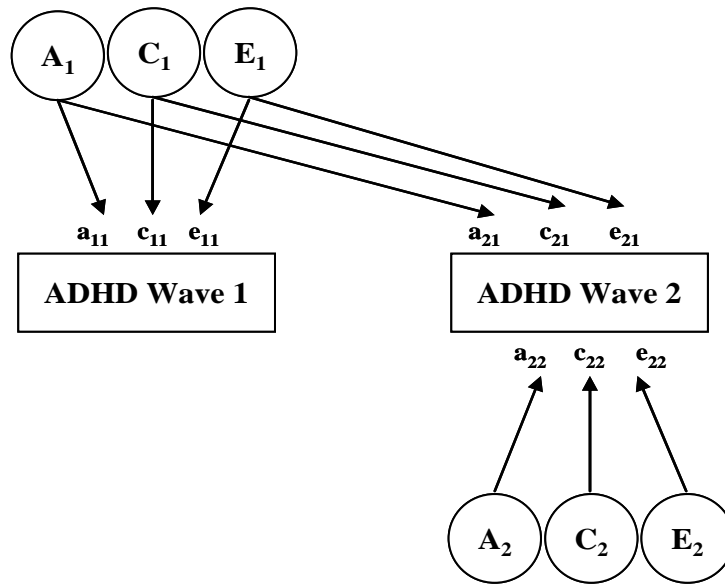 A₁ C₁ E₁
a₁₁ c₁₁ e₁₁
a₂₁ c₂₁ e₂₁
ADHD Wave 1
ADHD Wave 2
a₂₂ c₂₂ e₂₂
A₂ C₂ E₂